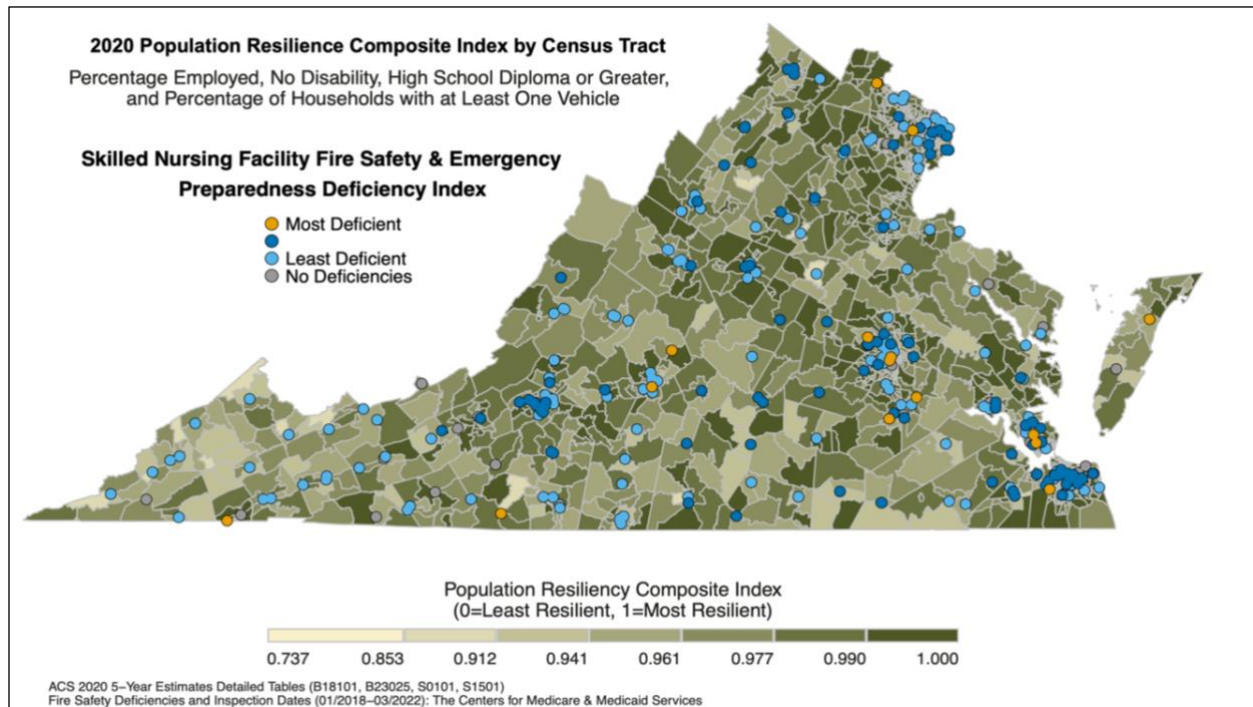 2020 Population Resilience Composite Index by Census Tract
Percentage Employed, No Disability, High School Diploma or Greater,
and Percentage of Households with at Least One Vehicle
Skilled Nursing Facility Fire Safety & Emergency
Preparedness Deficiency Index
Most Deficient
Least Deficient
No Deficiencies
Population Resiliency Composite Index
(0=Least Resilient, 1=Most Resilient)
0.737 0.853 0.912 0.941 0.961 0.977 0.990 1.000
ACS 2020 5–Year Estimates Detailed Tables (B18101, B23025, S0101, S1501)
Fire Safety Deficiencies and Inspection Dates (01/2018–03/2022): The Centers for Medicare & Medicaid Services